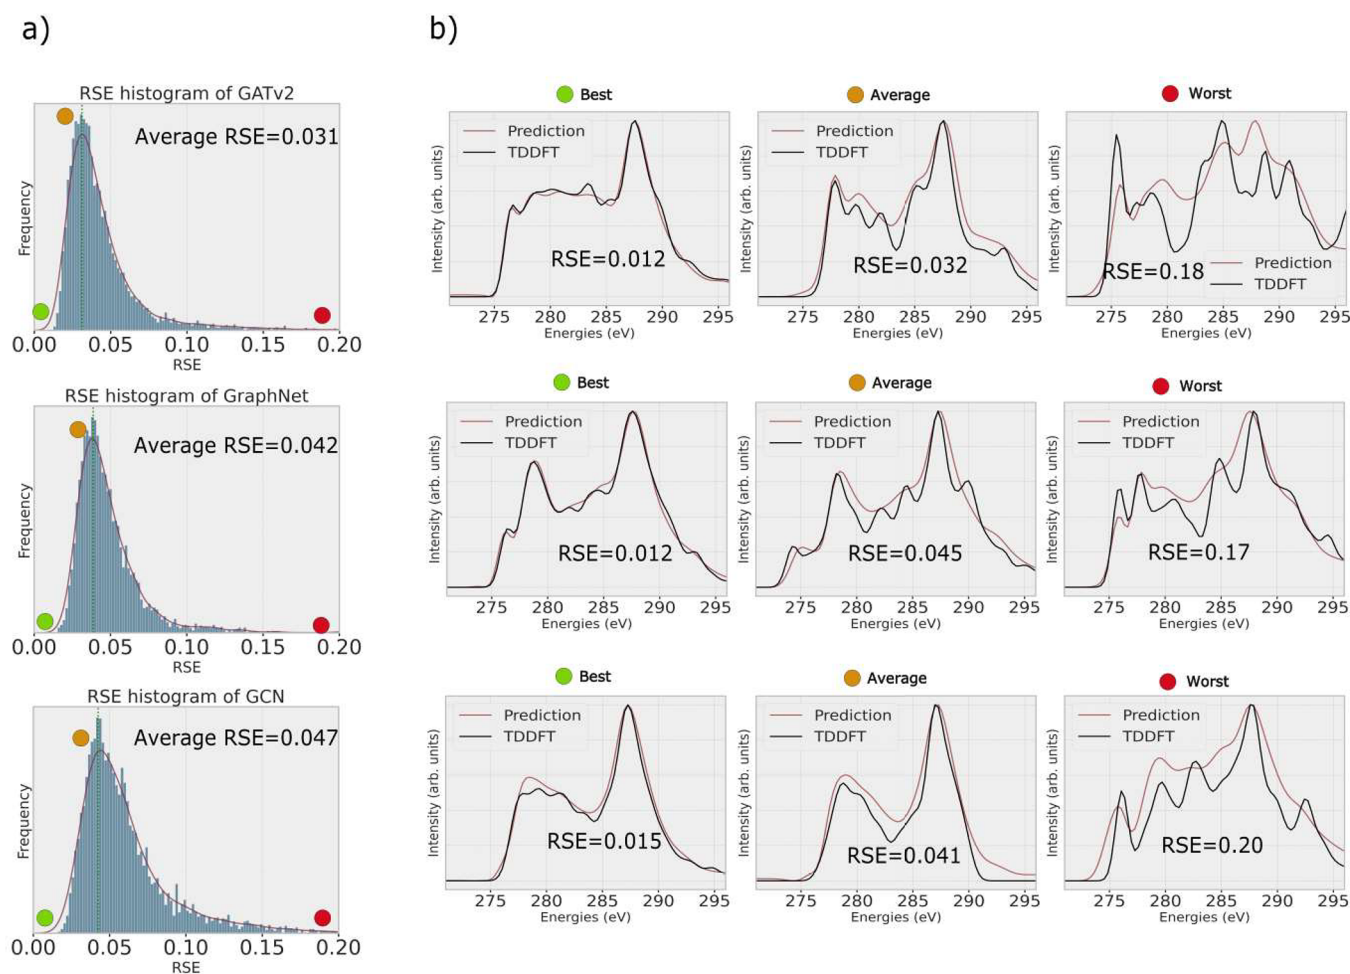 a)
RSE histogram of GATv2
Average RSE=0.031
Frequency
0.00 0.05 0.10 0.15 0.20
RSE
RSE histogram of GraphNet
Average RSE=0.042
Frequency
0.00 0.05 0.10 0.15 0.20
RSE
RSE histogram of GCN
Average RSE=0.047
Frequency
0.00 0.05 0.10 0.15 0.20
RSE
b)
Best
Prediction
TDDFT
RSE=0.012
Intensity (arb. units)
275 280 285 290 295
Energies (eV)
Average
Prediction
TDDFT
RSE=0.032
Intensity (arb. units)
275 280 285 290 295
Energies (eV)
Worst
RSE=0.18
Prediction
TDDFT
Intensity (arb. units)
275 280 285 290 295
Energies (eV)
Best
Prediction
TDDFT
RSE=0.012
Intensity (arb. units)
275 280 285 290 295
Energies (eV)
Average
Prediction
TDDFT
RSE=0.045
Intensity (arb. units)
275 280 285 290 295
Energies (eV)
Worst
Prediction
TDDFT
RSE=0.17
Intensity (arb. units)
275 280 285 290 295
Energies (eV)
Best
Prediction
TDDFT
RSE=0.015
Intensity (arb. units)
275 280 285 290 295
Energies (eV)
Average
Prediction
TDDFT
RSE=0.041
Intensity (arb. units)
275 280 285 290 295
Energies (eV)
Worst
Prediction
TDDFT
RSE=0.20
Intensity (arb. units)
275 280 285 290 295
Energies (eV)